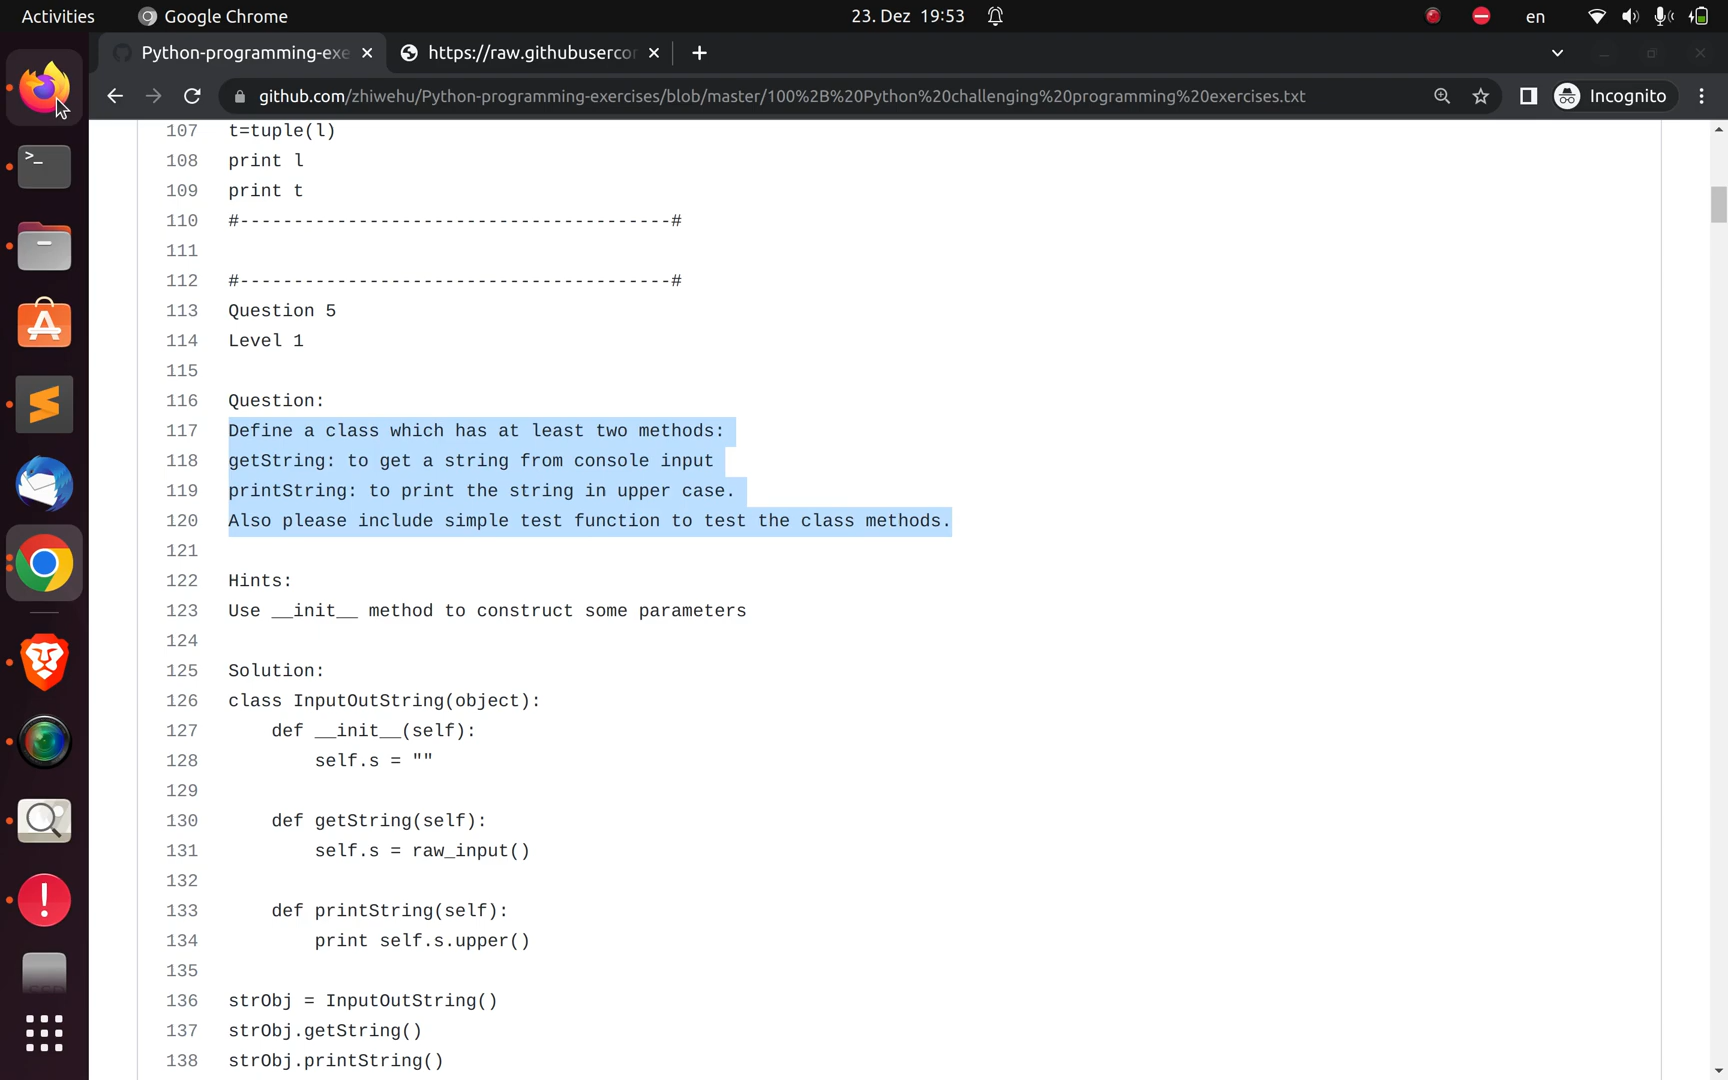 Activities Google Chrome 23. Dez 19:53 en
Python-programming-exe https://raw.githubusercor
github.com/zhiwehu/Python-programming-exercises/blob/master/100%2B%20Python%20challenging%20programming%20exercises.txt Incognito
107 t=tuple(l)
108 print l
109 print t
110 #----------------------------------------#
111
112 #----------------------------------------#
113 Question 5
114 Level 1
115
116 Question:
117 Define a class which has at least two methods:
118 getString: to get a string from console input
119 printString: to print the string in upper case.
120 Also please include simple test function to test the class methods.
121
122 Hints:
123 Use __init__ method to construct some parameters
124
125 Solution:
126 class InputOutString(object):
127     def __init__(self):
128         self.s = ""
129
130     def getString(self):
131         self.s = raw_input()
132
133     def printString(self):
134         print self.s.upper()
135
136 strObj = InputOutString()
137 strObj.getString()
138 strObj.printString()